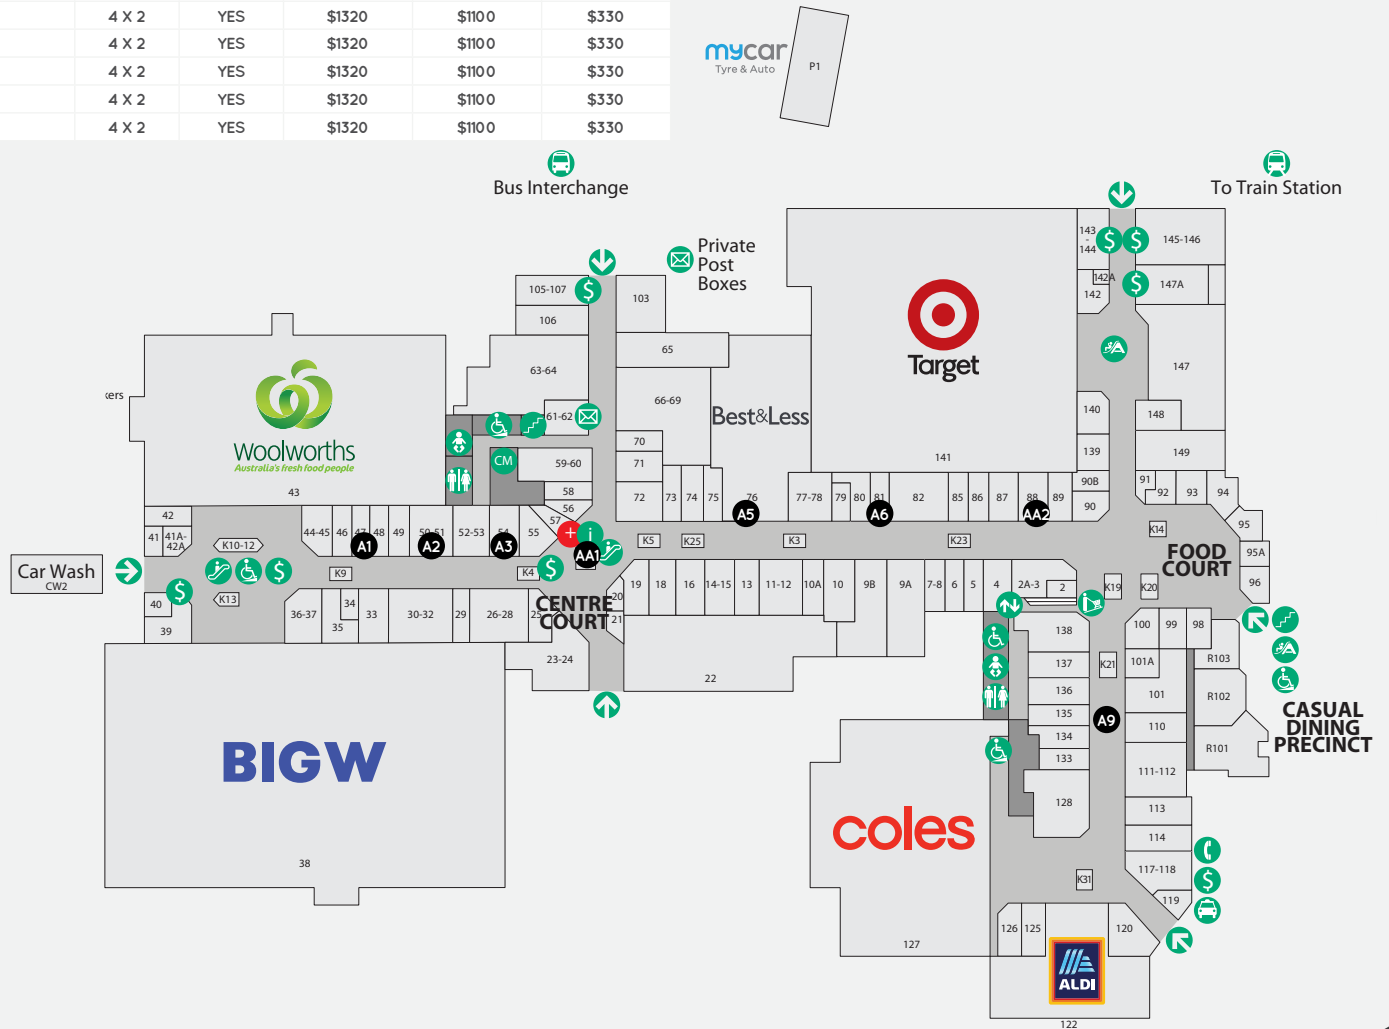 4 X 2 YES $1320 $1100 $330
4 X 2 YES $1320 $1100 $330
4 X 2 YES $1320 $1100 $330
4 X 2 YES $1320 $1100 $330
4 X 2 YES $1320 $1100 $330
mycar
Tyre & Auto
P1
Bus Interchange
To Train Station
Private
Post
Boxes
143
-
144
$
$
145-146
142A
142
$
147A
105-107
$
103
106
65
63-64
66-69
61-62
Target
147
140
148
139
149
141
Best&Less
kers
Woolworths
Australia's fresh food people
43
CM
59-60
58
56
57
70
71
72
73
74
75
76
A5
77-78
79
80
81
A6
82
85
86
87
88
AA2
89
90B
90
91
92
93
94
95
95A
96
42
41
41A-
42A
44-45
46
47
48
A1
49
50-51
A2
52-53
54
A3
55
+
i
AA1
K10-12
K5
K25
K3
K23
K14
FOOD
COURT
Car Wash
CW2
$
$
K9
K4
$
K13
CENTRE
COURT
40
39
36-37
34
35
33
30-32
29
26-28
25
23-24
20
21
19
18
16
14-15
13
11-12
10A
10
9B
9A
7-8
6
5
4
2A-3
2
K19
K20
22
138
137
136
135
134
133
128
K21
A9
100
99
98
101A
101
110
111-112
113
114
117-118
119
R103
R102
R101
CASUAL
DINING
PRECINCT
BIGW
38
coles
127
K31
$
126
125
120
ALDI
122